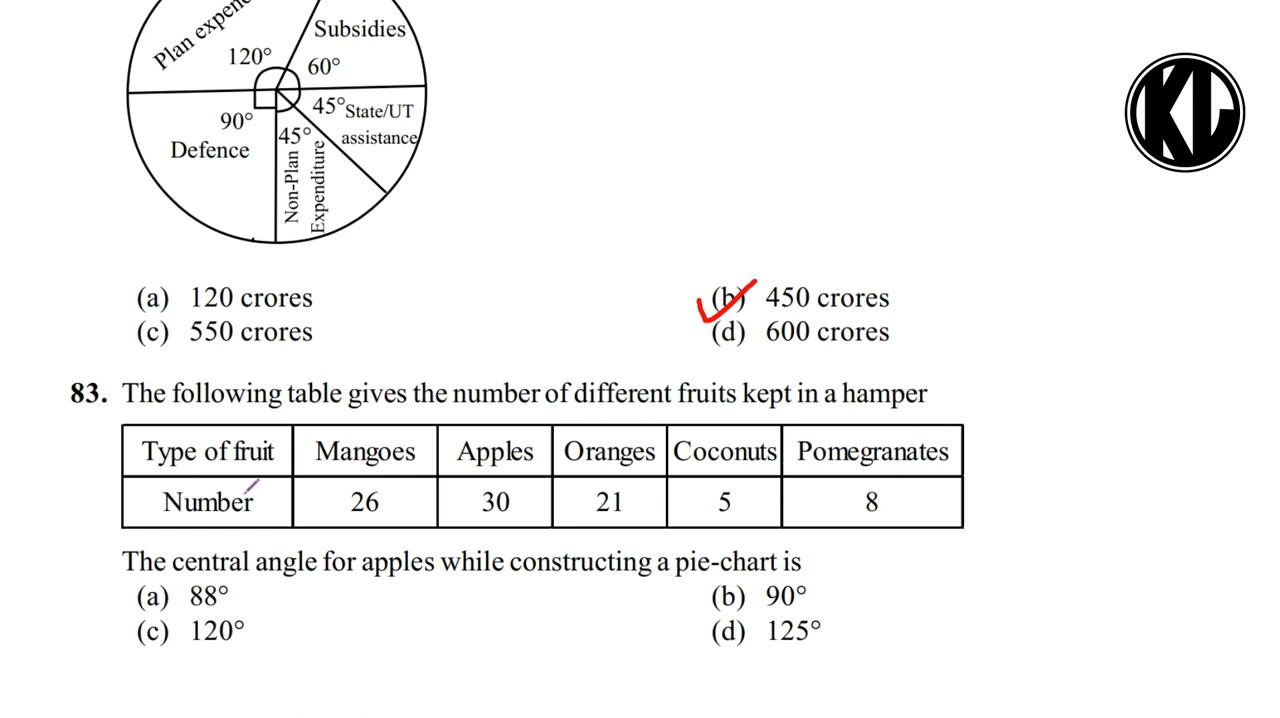 Plan expen
Subsidies
120°
60°
45° State/UT
assistance
90°
Defence
45°
Non-Plan
Expenditure
(a) 120 crores
(b) 450 crores
(c) 550 crores
(d) 600 crores
83. The following table gives the number of different fruits kept in a hamper
Type of fruit Mangoes Apples Oranges Coconuts Pomegranates
Number 26 30 21 5 8
The central angle for apples while constructing a pie-chart is
(a) 88°
(b) 90°
(c) 120°
(d) 125°
KL